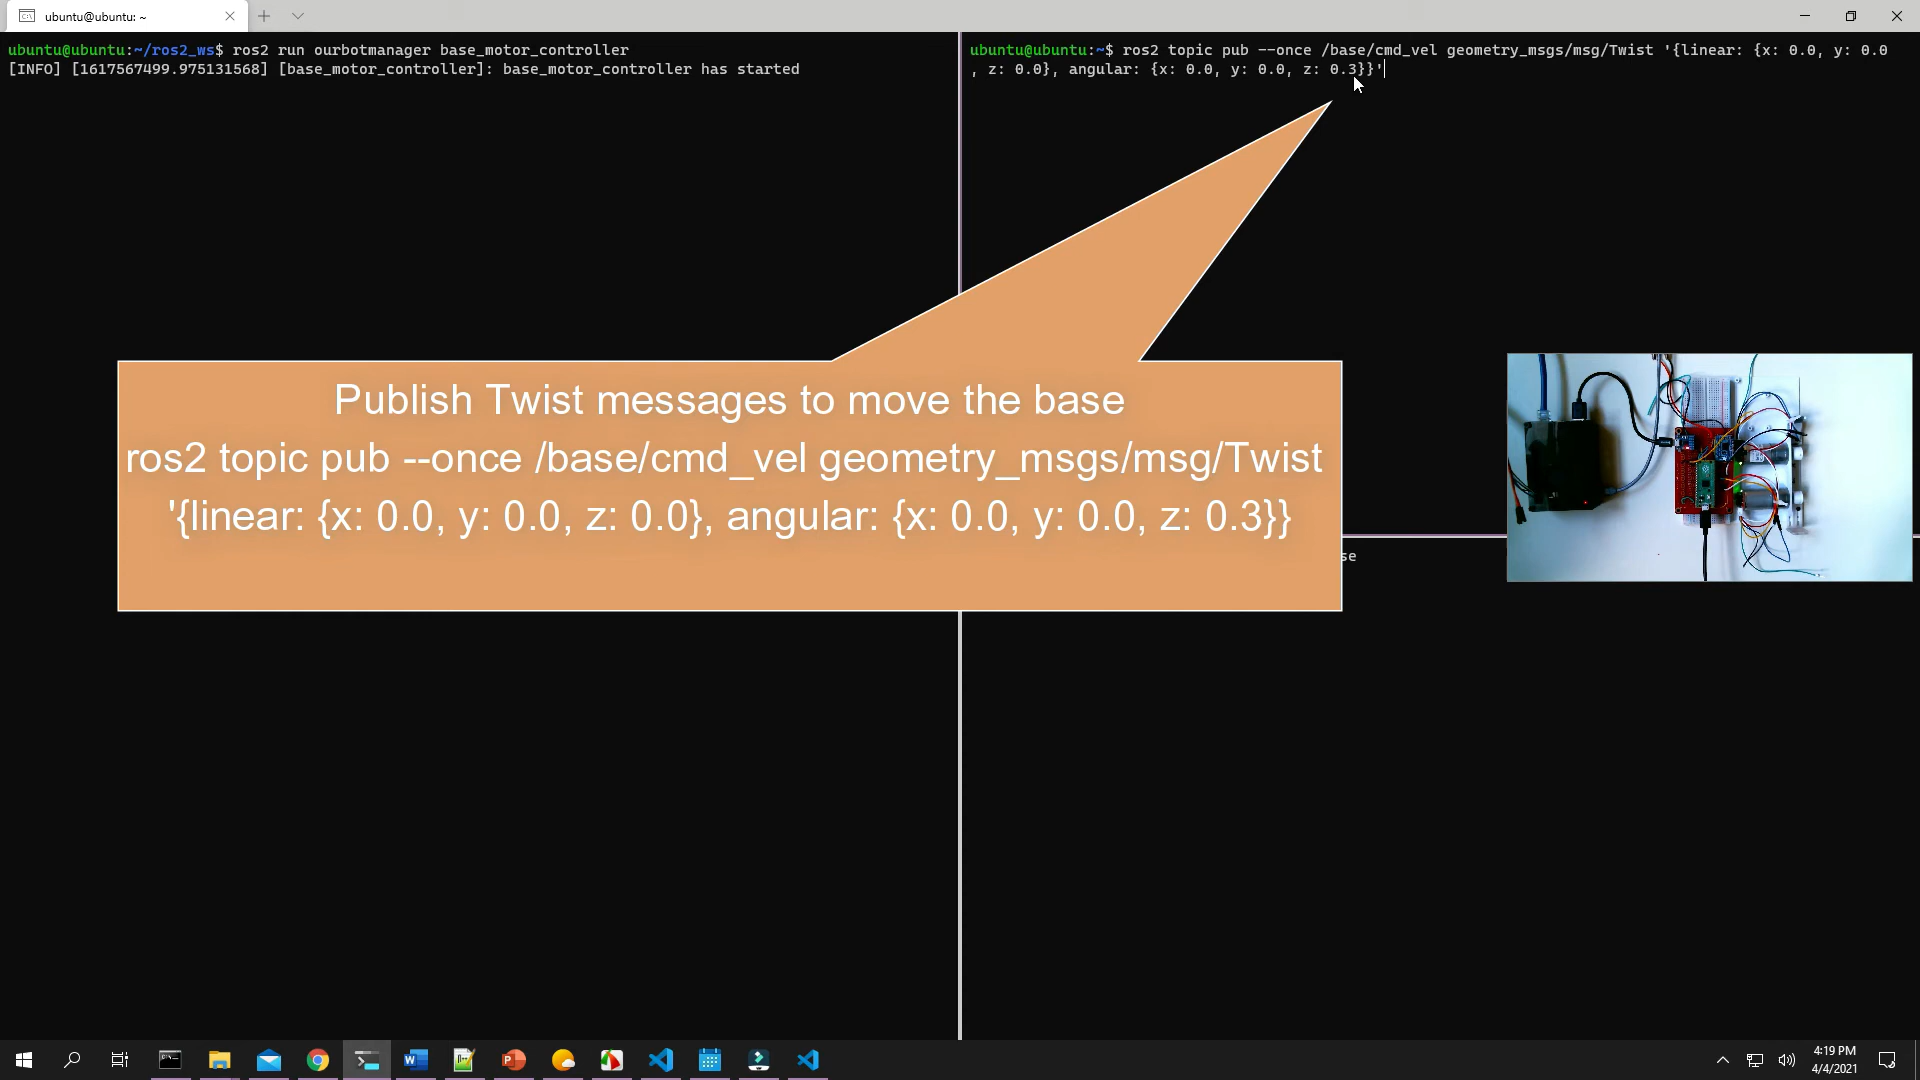 ubuntu@ubuntu: ~
ubuntu@ubuntu:~/ros2_ws$ ros2 run ourbotmanager base_motor_controller
[INFO] [1617567499.975131568] [base_motor_controller]: base_motor_controller has started
ubuntu@ubuntu:~$ ros2 topic pub --once /base/cmd_vel geometry_msgs/msg/Twist '{linear: {x: 0.0, y: 0.0
, z: 0.0}, angular: {x: 0.0, y: 0.0, z: 0.3}}'
Publish Twist messages to move the base
ros2 topic pub --once /base/cmd_vel geometry_msgs/msg/Twist
'{linear: {x: 0.0, y: 0.0, z: 0.0}, angular: {x: 0.0, y: 0.0, z: 0.3}}
se
4:19 PM
4/4/2021